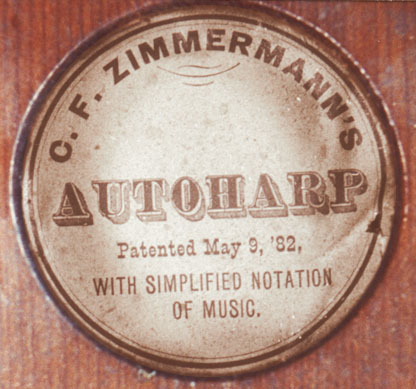 C. F. ZIMMERMANN'S
AUTOHARP
Patented May 9, '82,
WITH SIMPLIFIED NOTATION
OF MUSIC.